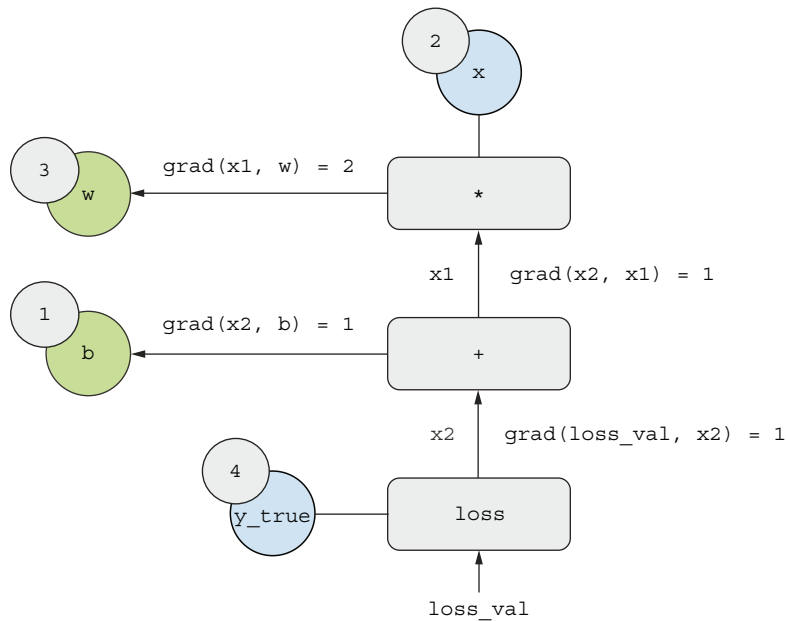 2
x
3
grad(x1, w) = 2
w
*
x1
grad(x2, x1) = 1
1
grad(x2, b) = 1
b
+
x2
grad(loss_val, x2) = 1
4
y_true
loss
loss_val